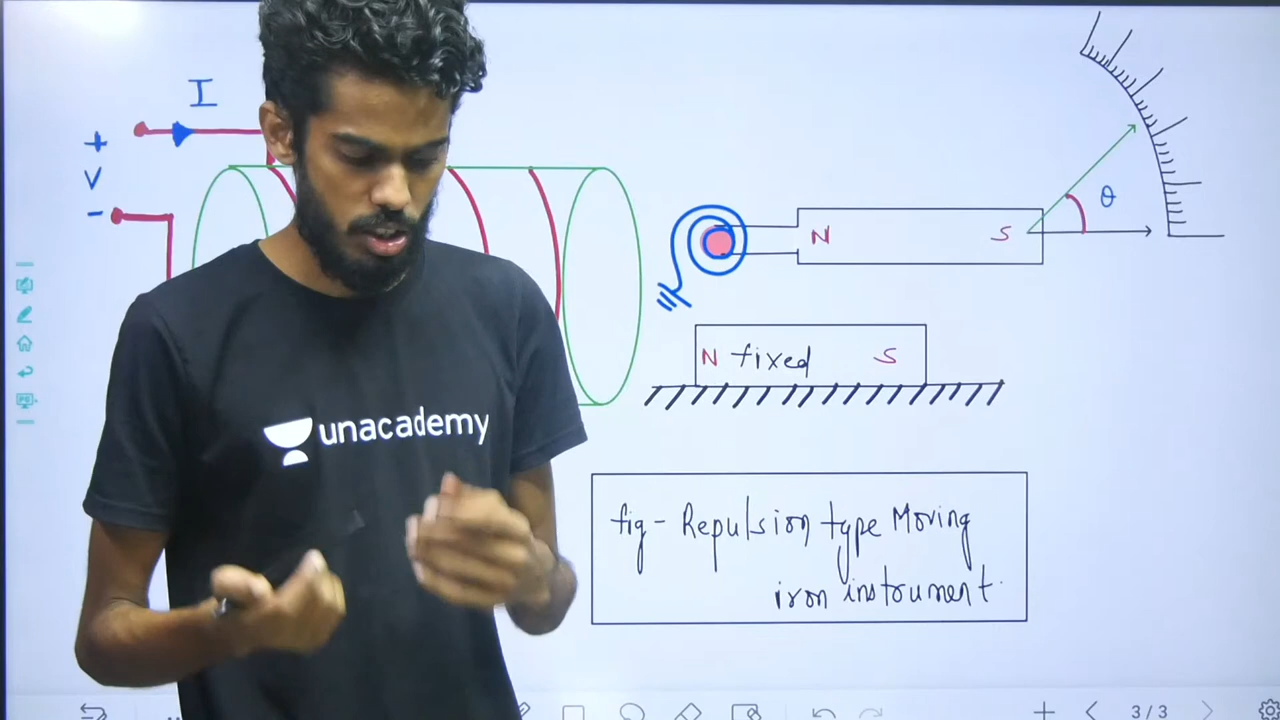 I
+
V
-
θ
N S
N fixed S
unacademy
fig - Repulsion type Moving
iron instrument
3/3